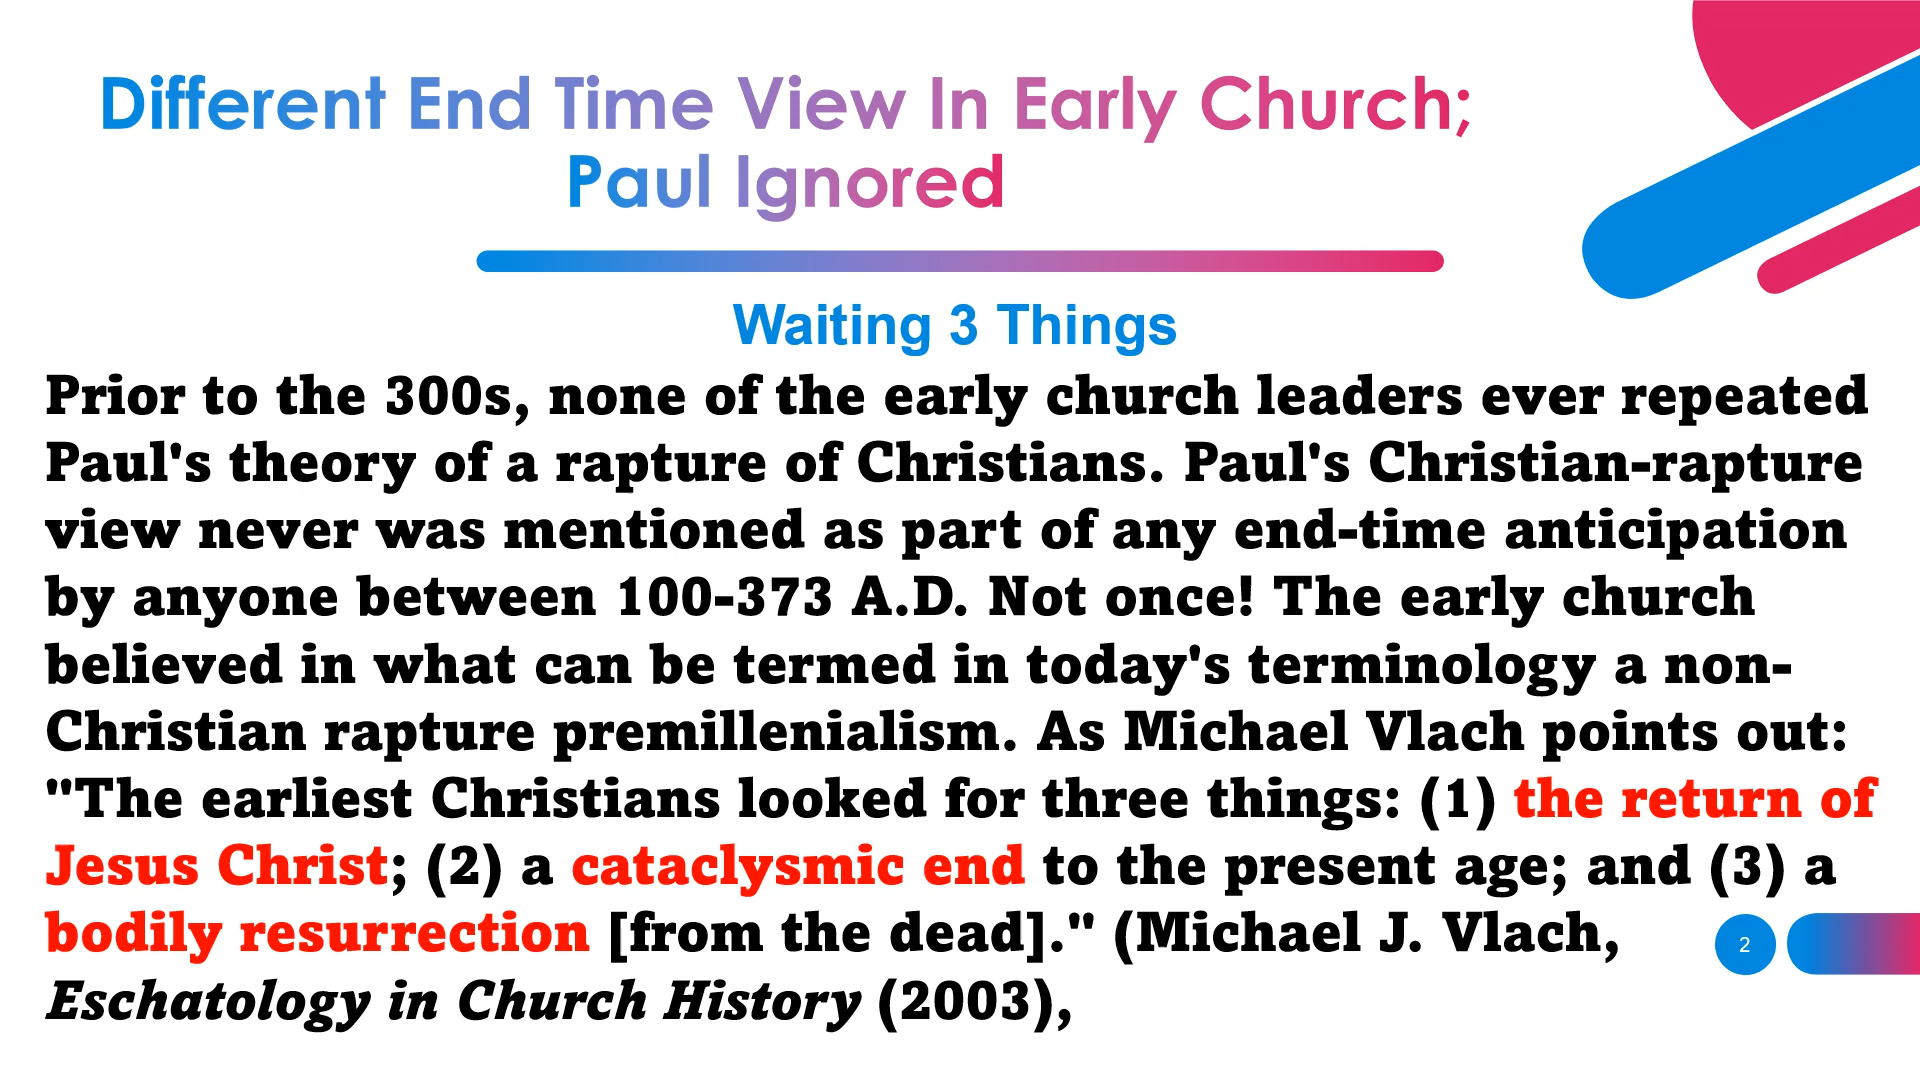 Different End Time View In Early Church;
Paul Ignored
Waiting 3 Things
Prior to the 300s, none of the early church leaders ever repeated
Paul's theory of a rapture of Christians. Paul's Christian-rapture
view never was mentioned as part of any end-time anticipation
by anyone between 100-373 A.D. Not once! The early church
believed in what can be termed in today's terminology a non-
Christian rapture premillenialism. As Michael Vlach points out:
"The earliest Christians looked for three things: (1) the return of
Jesus Christ; (2) a cataclysmic end to the present age; and (3) a
bodily resurrection [from the dead]." (Michael J. Vlach,
Eschatology in Church History (2003),
2